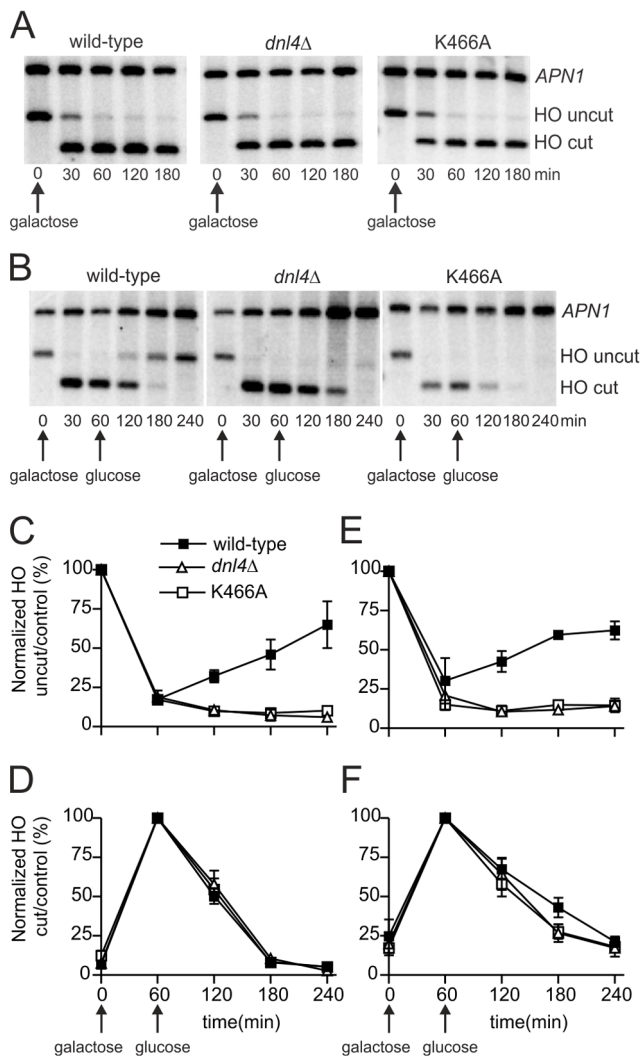 A
wild-type dnl4Δ K466A
APN1
HO uncut
HO cut
0 30 60 120 180 0 30 60 120 180 0 30 60 120 180 min
galactose galactose galactose
B
wild-type dnl4Δ K466A
APN1
HO uncut
HO cut
0 30 60 120 180 240 0 30 60 120 180 240 0 30 60 120 180 240 min
galactose glucose galactose glucose galactose glucose
C E
wild-type
dnl4Δ
K466A
Normalized HO
uncut/control (%)
100 100
75 75
50 50
25 25
0 0
D F
Normalized HO
cut/control (%)
100 100
75 75
50 50
25 25
0 0
0 60 120 180 240 0 60 120 180 240
time(min) time(min)
galactose glucose galactose glucose